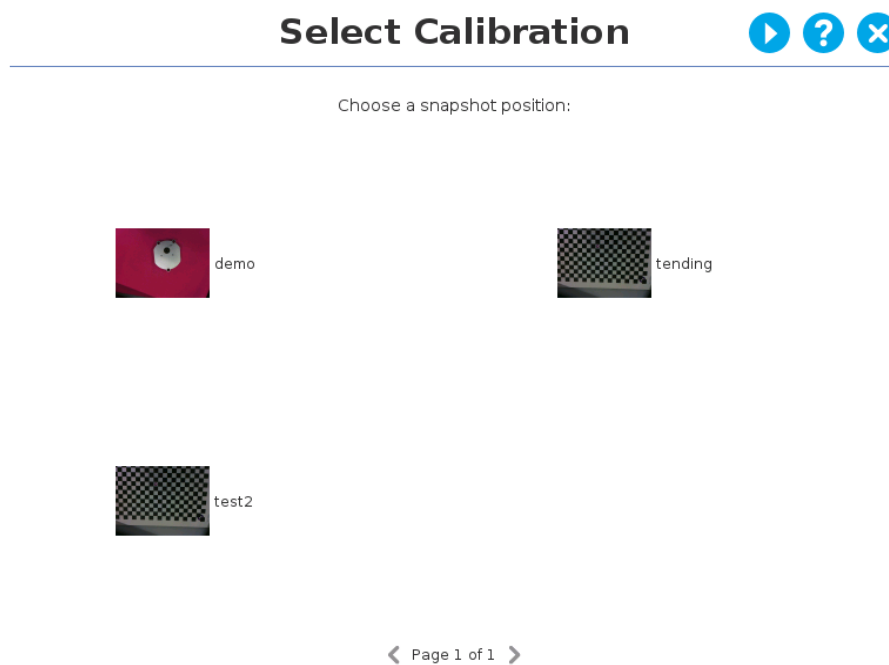 Select Calibration
Choose a snapshot position:
demo
tending
test2
Page 1 of 1